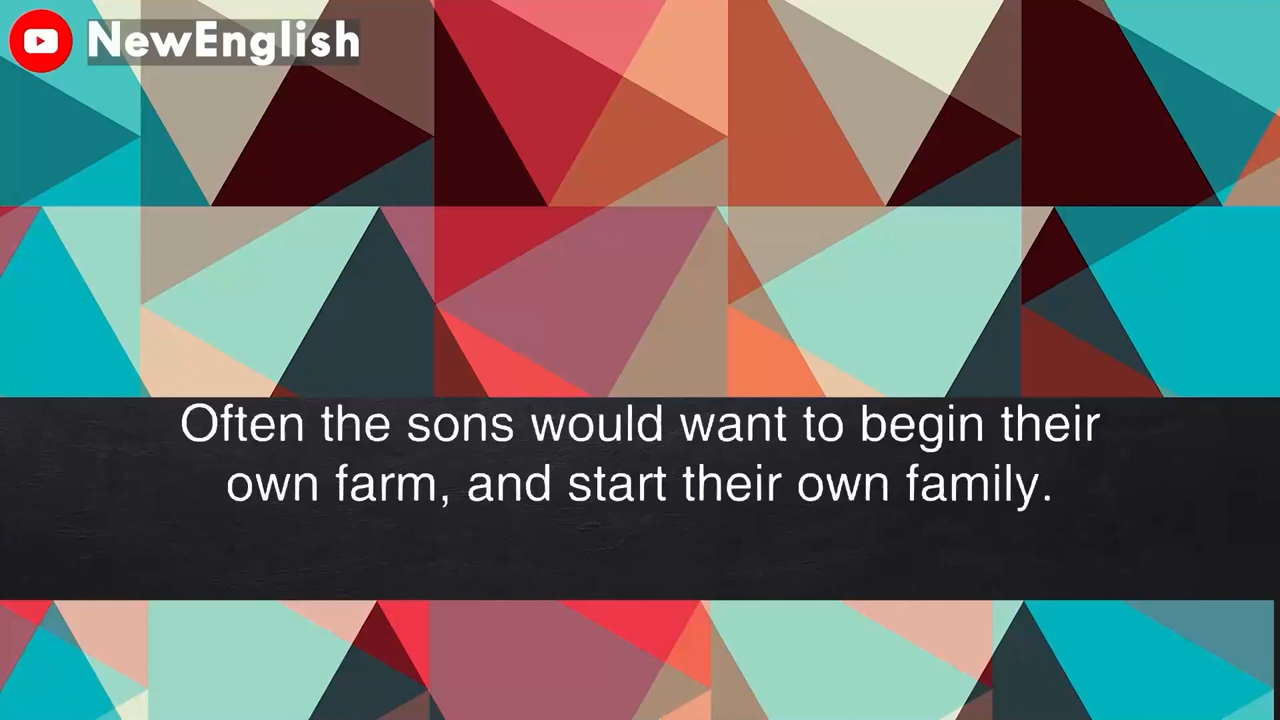 NewEnglish
Often the sons would want to begin their
own farm, and start their own family.